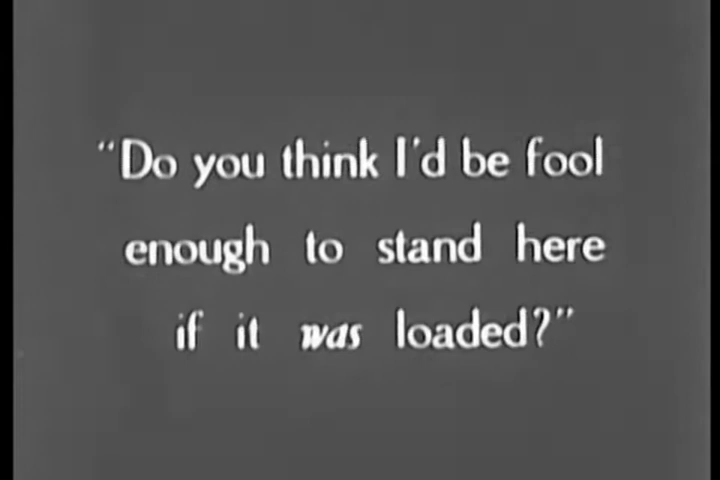 "Do you think I'd be fool
enough to stand here
if it was loaded?"